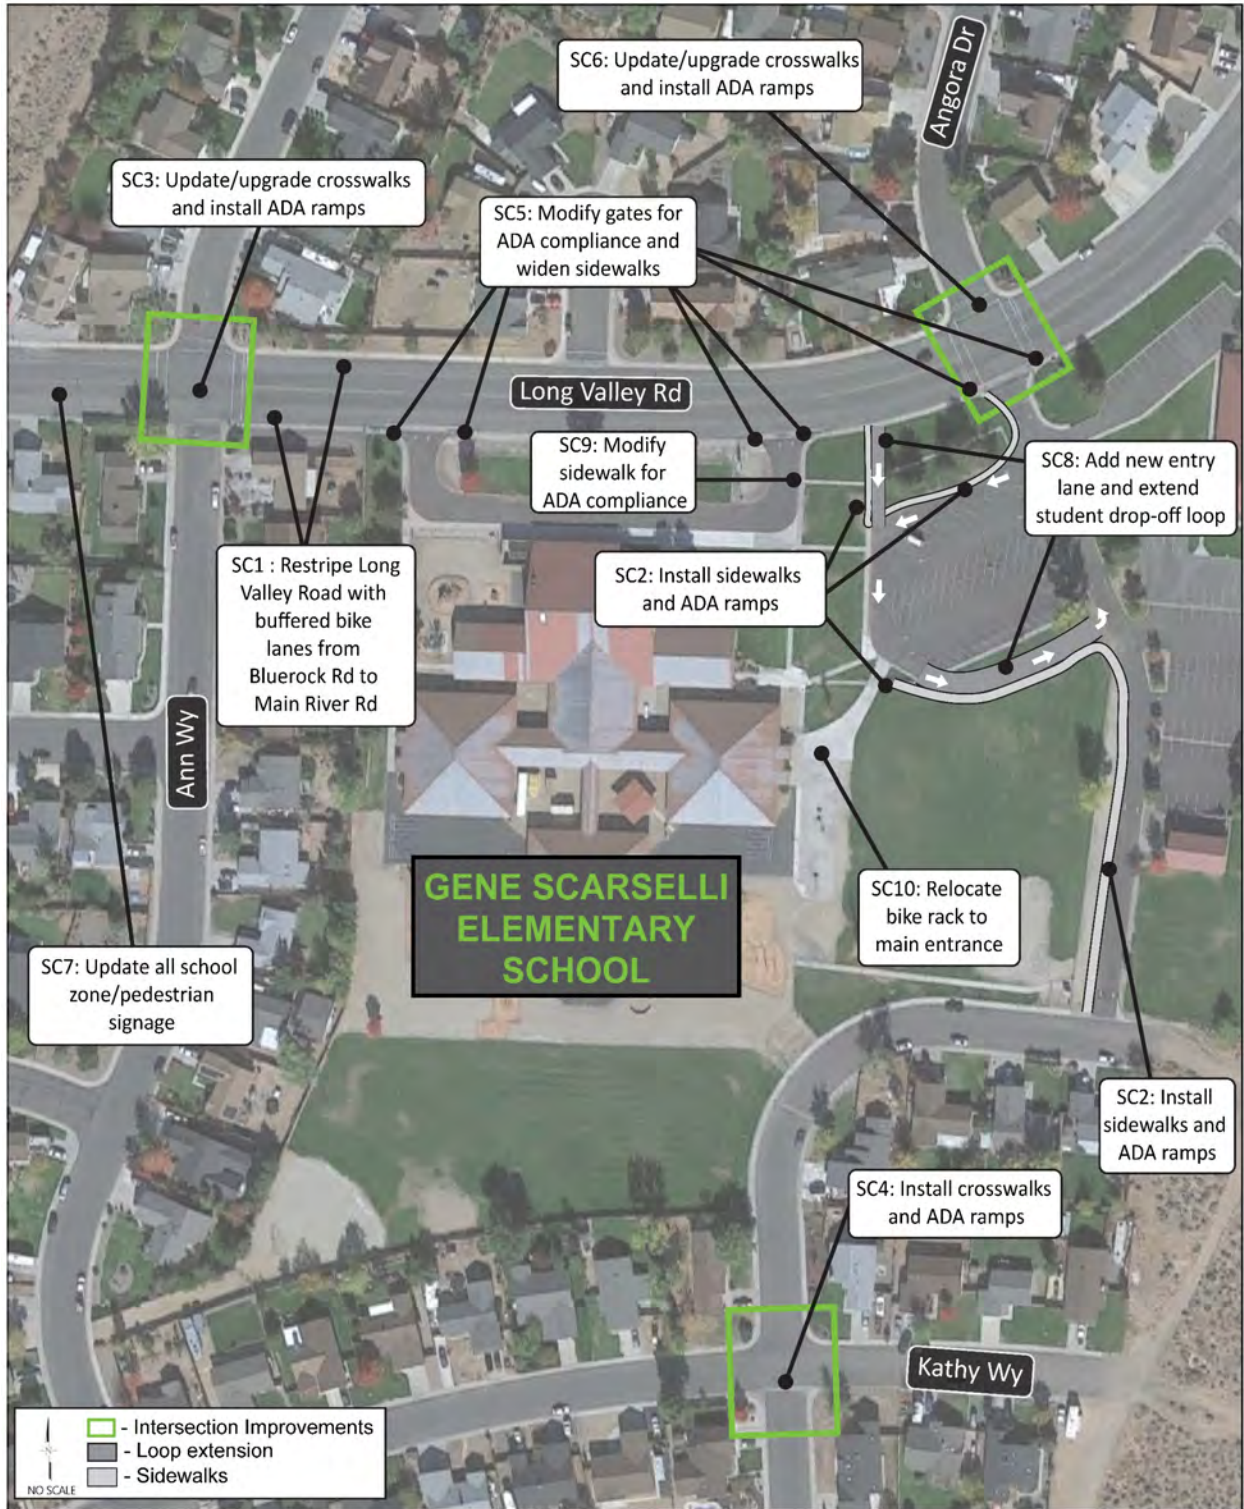 SC6: Update/upgrade crosswalks
and install ADA ramps
Angora Dr
SC3: Update/upgrade crosswalks
and install ADA ramps
SC5: Modify gates for
ADA compliance and
widen sidewalks
Long Valley Rd
SC9: Modify
sidewalk for
ADA compliance
SC8: Add new entry
lane and extend
student drop-off loop
SC1 : Restripe Long
Valley Road with
buffered bike
lanes from
Bluerock Rd to
Main River Rd
SC2: Install sidewalks
and ADA ramps
Ann Wy
GENE SCARSELLI
ELEMENTARY
SCHOOL
SC10: Relocate
bike rack to
main entrance
SC7: Update all school
zone/pedestrian
signage
SC2: Install
sidewalks and
ADA ramps
SC4: Install crosswalks
and ADA ramps
Kathy Wy
N
NO SCALE
- Intersection Improvements
- Loop extension
- Sidewalks